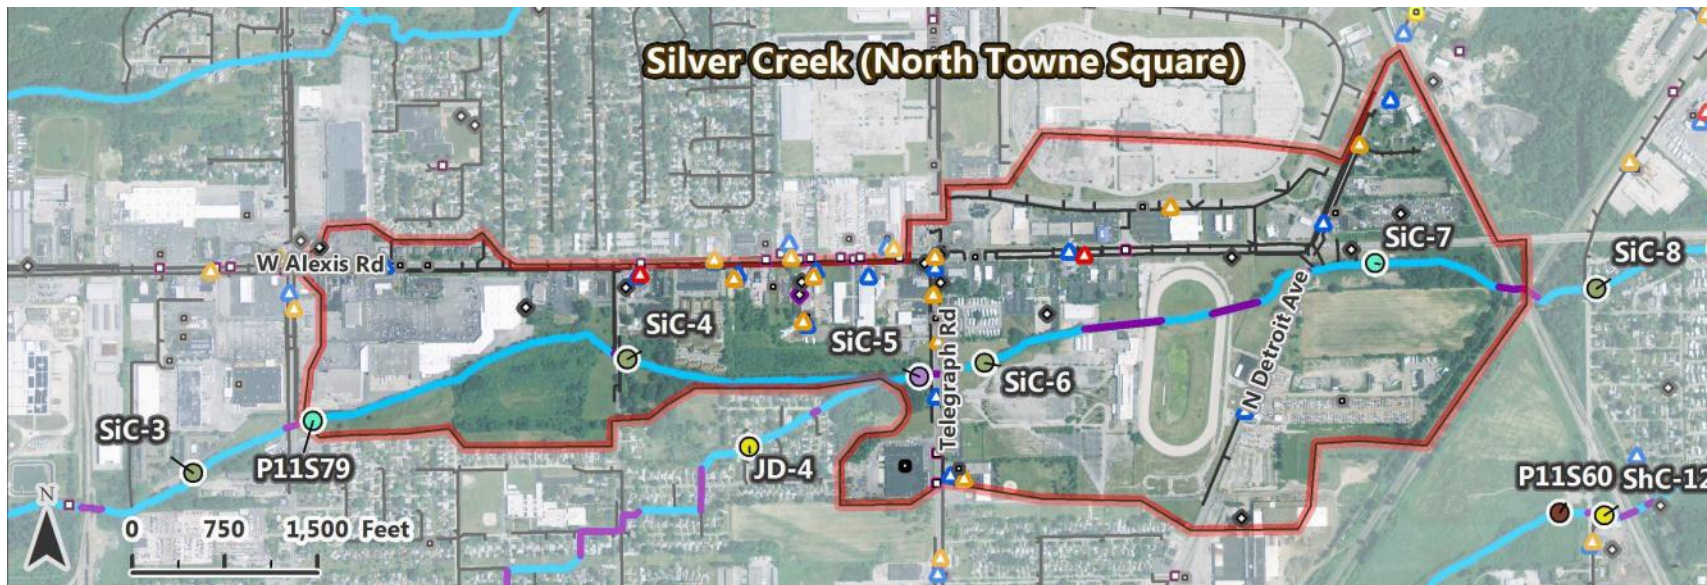 Silver Creek (North Towne Square)
W Alexis Rd
SiC-7
SiC-8
SiC-4
SiC-5
SiC-6
Telegraph Rd
N Detroit Ave
SiC-3
P11S79
JD-4
P11S60
ShC-12
N
0 750 1,500 Feet